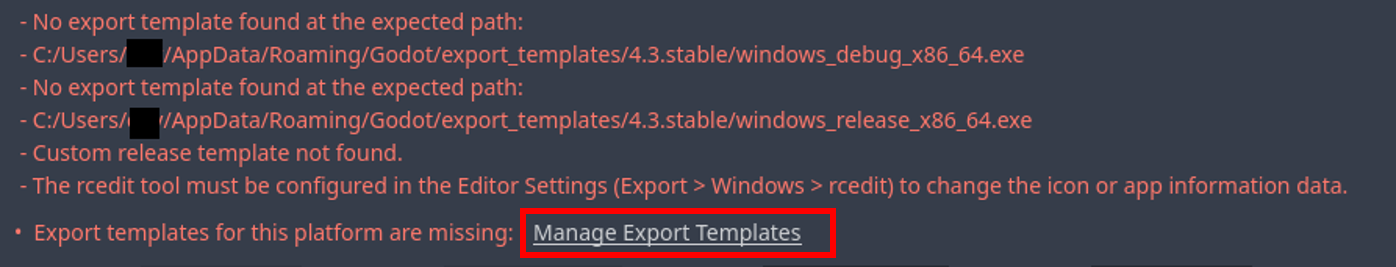 - No export template found at the expected path:
- C:/Users/ /AppData/Roaming/Godot/export_templates/4.3.stable/windows_debug_x86_64.exe
- No export template found at the expected path:
- C:/Users/ /AppData/Roaming/Godot/export_templates/4.3.stable/windows_release_x86_64.exe
- Custom release template not found.
- The rcedit tool must be configured in the Editor Settings (Export > Windows > rcedit) to change the icon or app information data.
• Export templates for this platform are missing: Manage Export Templates